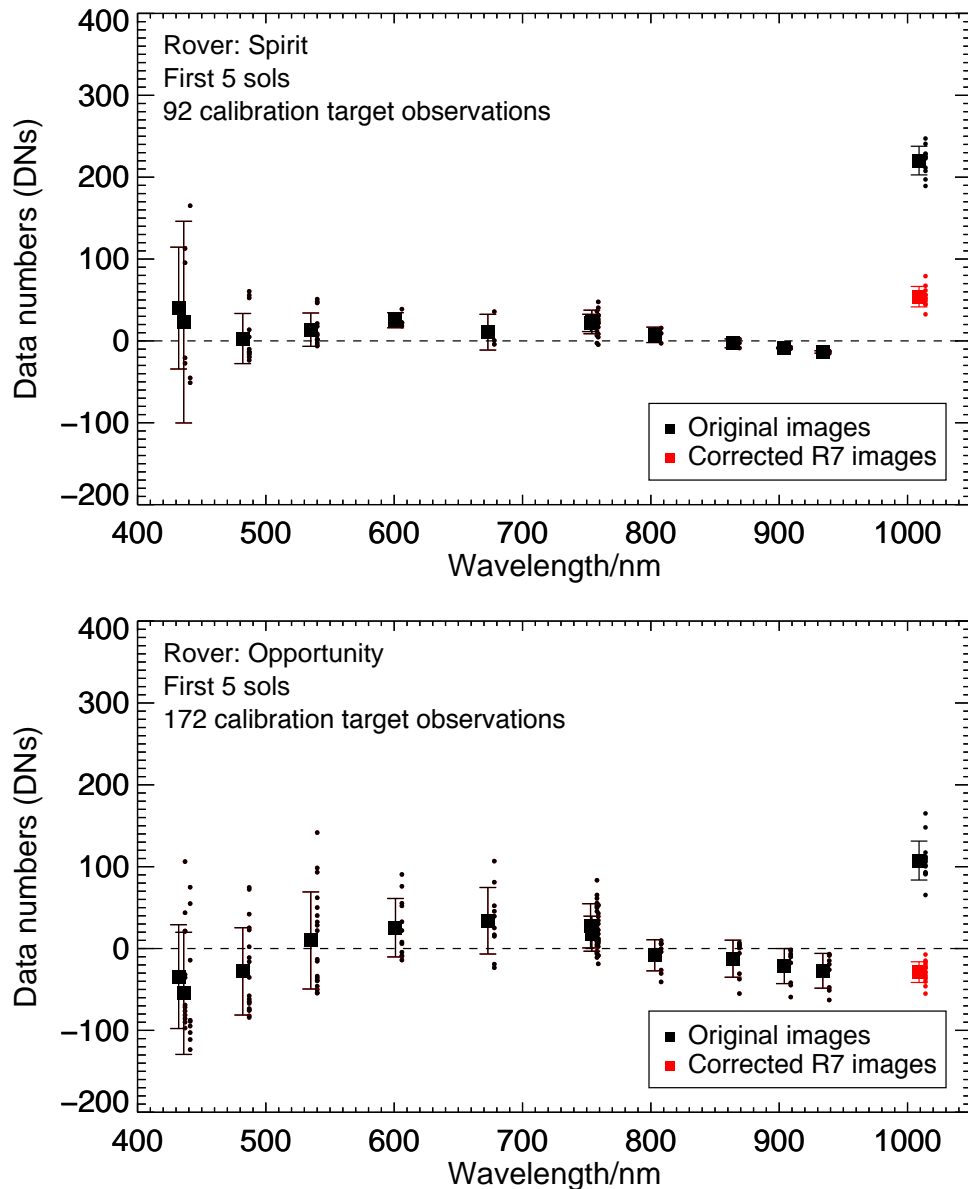 Rover: Spirit
First 5 sols
92 calibration target observations
400
300
200
100
0
−100
−200
Data numbers (DNs)
Original images
Corrected R7 images
400 500 600 700 800 900 1000
Wavelength/nm
Rover: Opportunity
First 5 sols
172 calibration target observations
400
300
200
100
0
−100
−200
Data numbers (DNs)
Original images
Corrected R7 images
400 500 600 700 800 900 1000
Wavelength/nm